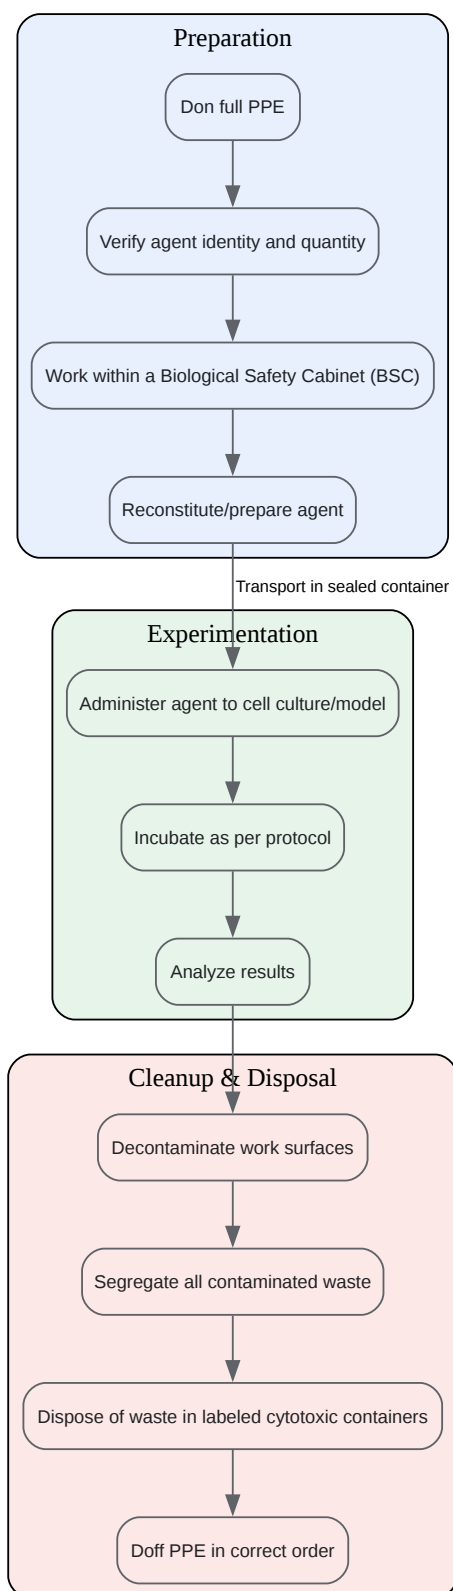 Preparation
Don full PPE
Verify agent identity and quantity
Work within a Biological Safety Cabinet (BSC)
Reconstitute/prepare agent
Transport in sealed container
Experimentation
Administer agent to cell culture/model
Incubate as per protocol
Analyze results
Cleanup & Disposal
Decontaminate work surfaces
Segregate all contaminated waste
Dispose of waste in labeled cytotoxic containers
Doff PPE in correct order